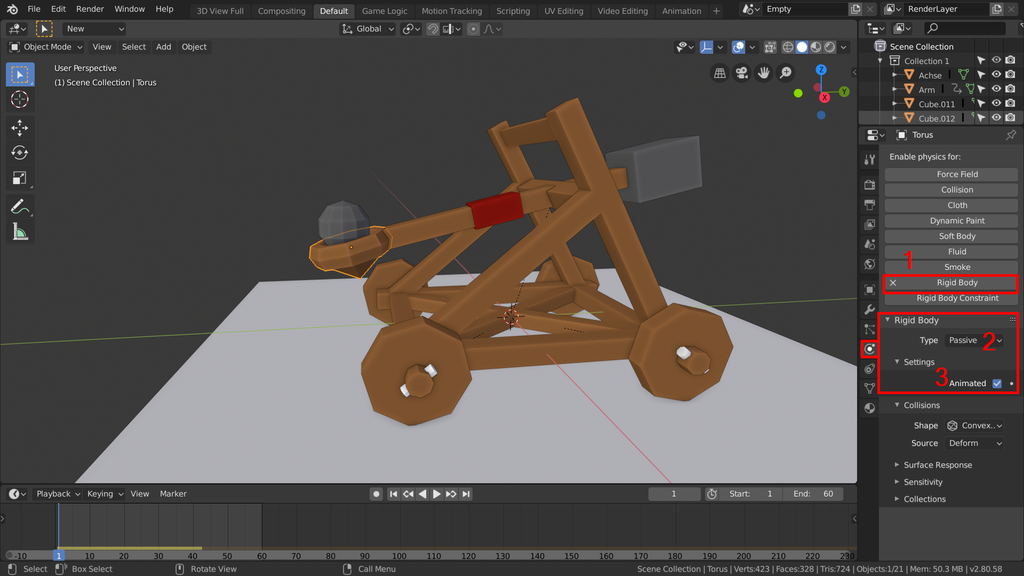 File Edit Render Window Help 3D View Full Compositing Default Game Logic Motion Tracking Scripting UV Editing Video Editing Animation + Empty RenderLayer
New Global
Object Mode View Select Add Object
User Perspective
(1) Scene Collection | Torus
Z
Y
X
Scene Collection
Collection 1
Achse
Arm
Cube.011
Cube.012
Torus
Enable physics for:
Force Field
Collision
Cloth
Dynamic Paint
Soft Body
Fluid
1
Smoke
Rigid Body
Rigid Body Constraint
Rigid Body
Type Passive 2
Settings
3 Animated
Collisions
Shape Convex..
Source Deform
Surface Response
Sensitivity
Collections
Playback Keying View Marker 1 Start: 1 End: 60
-10 1 10 20 30 40 50 60 70 80 90 100 110 120 130 140 150 160 170 180 190 200 210 220 230
Select Box Select Rotate View Call Menu Scene Collection | Torus | Verts:423 | Faces:328 | Tris:724 | Objects:1/21 | Mem: 50.3 MB | v2.80.58